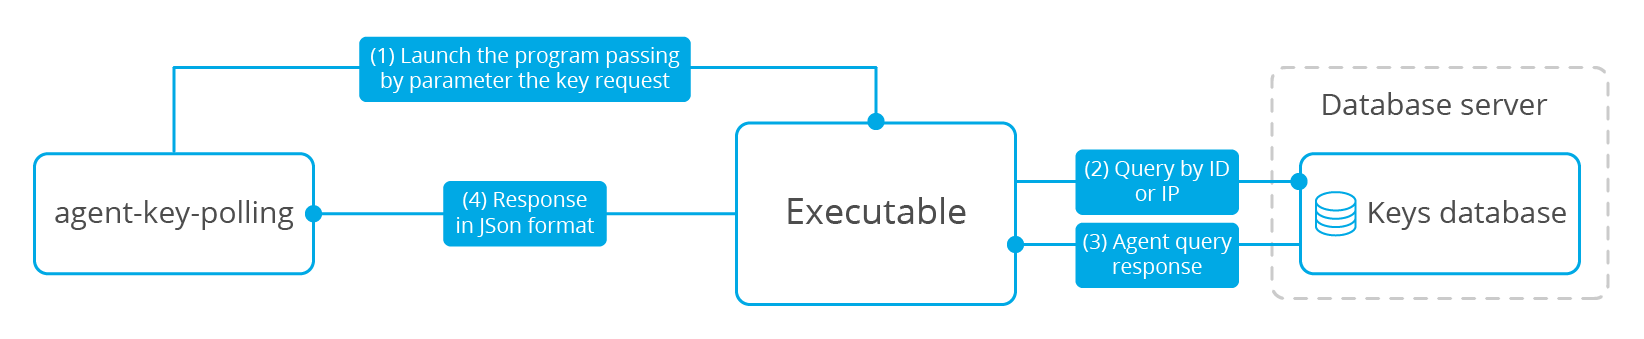 (1) Launch the program passing
by parameter the key request
agent-key-polling
(4) Response
in JSon format
Executable
(2) Query by ID
or IP
(3) Agent query
response
Database server
Keys database